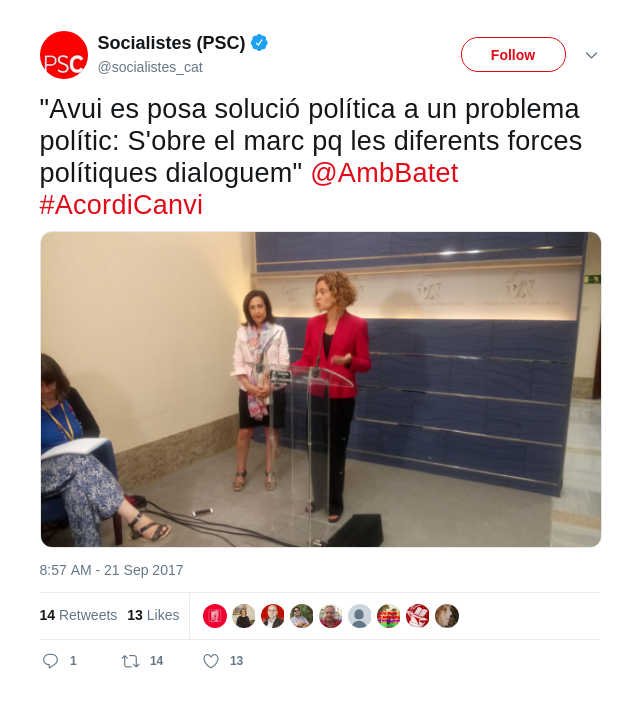 PSC
Socialistes (PSC)
@socialistes_cat
Follow
"Avui es posa solució política a un problema
polític: S'obre el marc pq les diferents forces
polítiques dialoguem" @AmbBatet
#AcordiCanvi
8:57 AM - 21 Sep 2017
14 Retweets 13 Likes
1 14 13